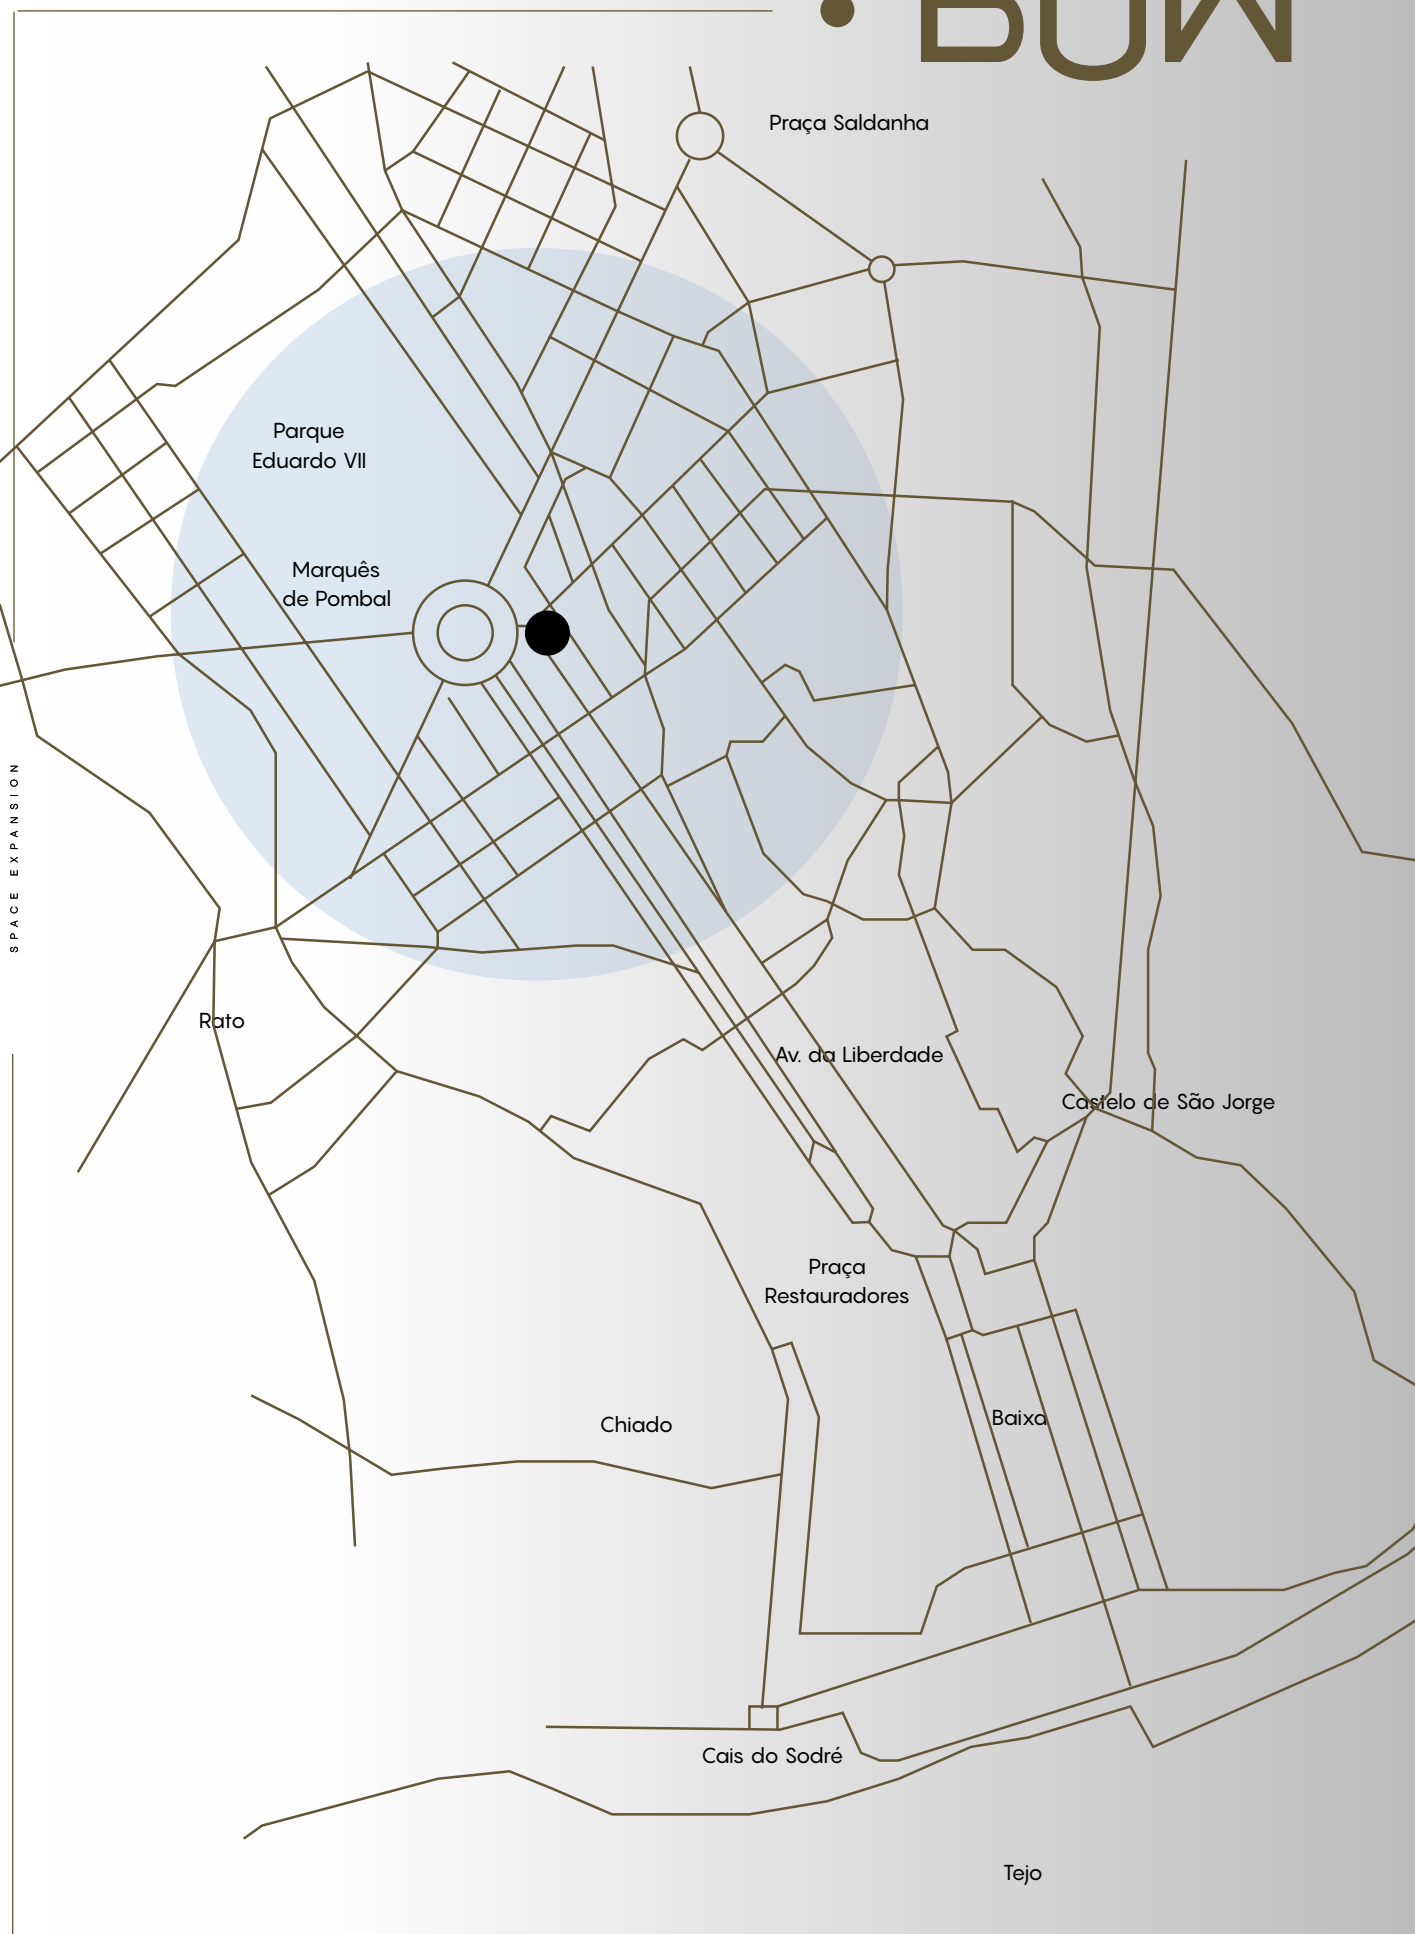 Praça Saldanha
Parque
Eduardo VII
Marquês
de Pombal
SPACE EXPANSION
Rato
Av. da Liberdade
Castelo de São Jorge
Praça
Restauradores
Chiado
Baixa
Cais do Sodré
Tejo